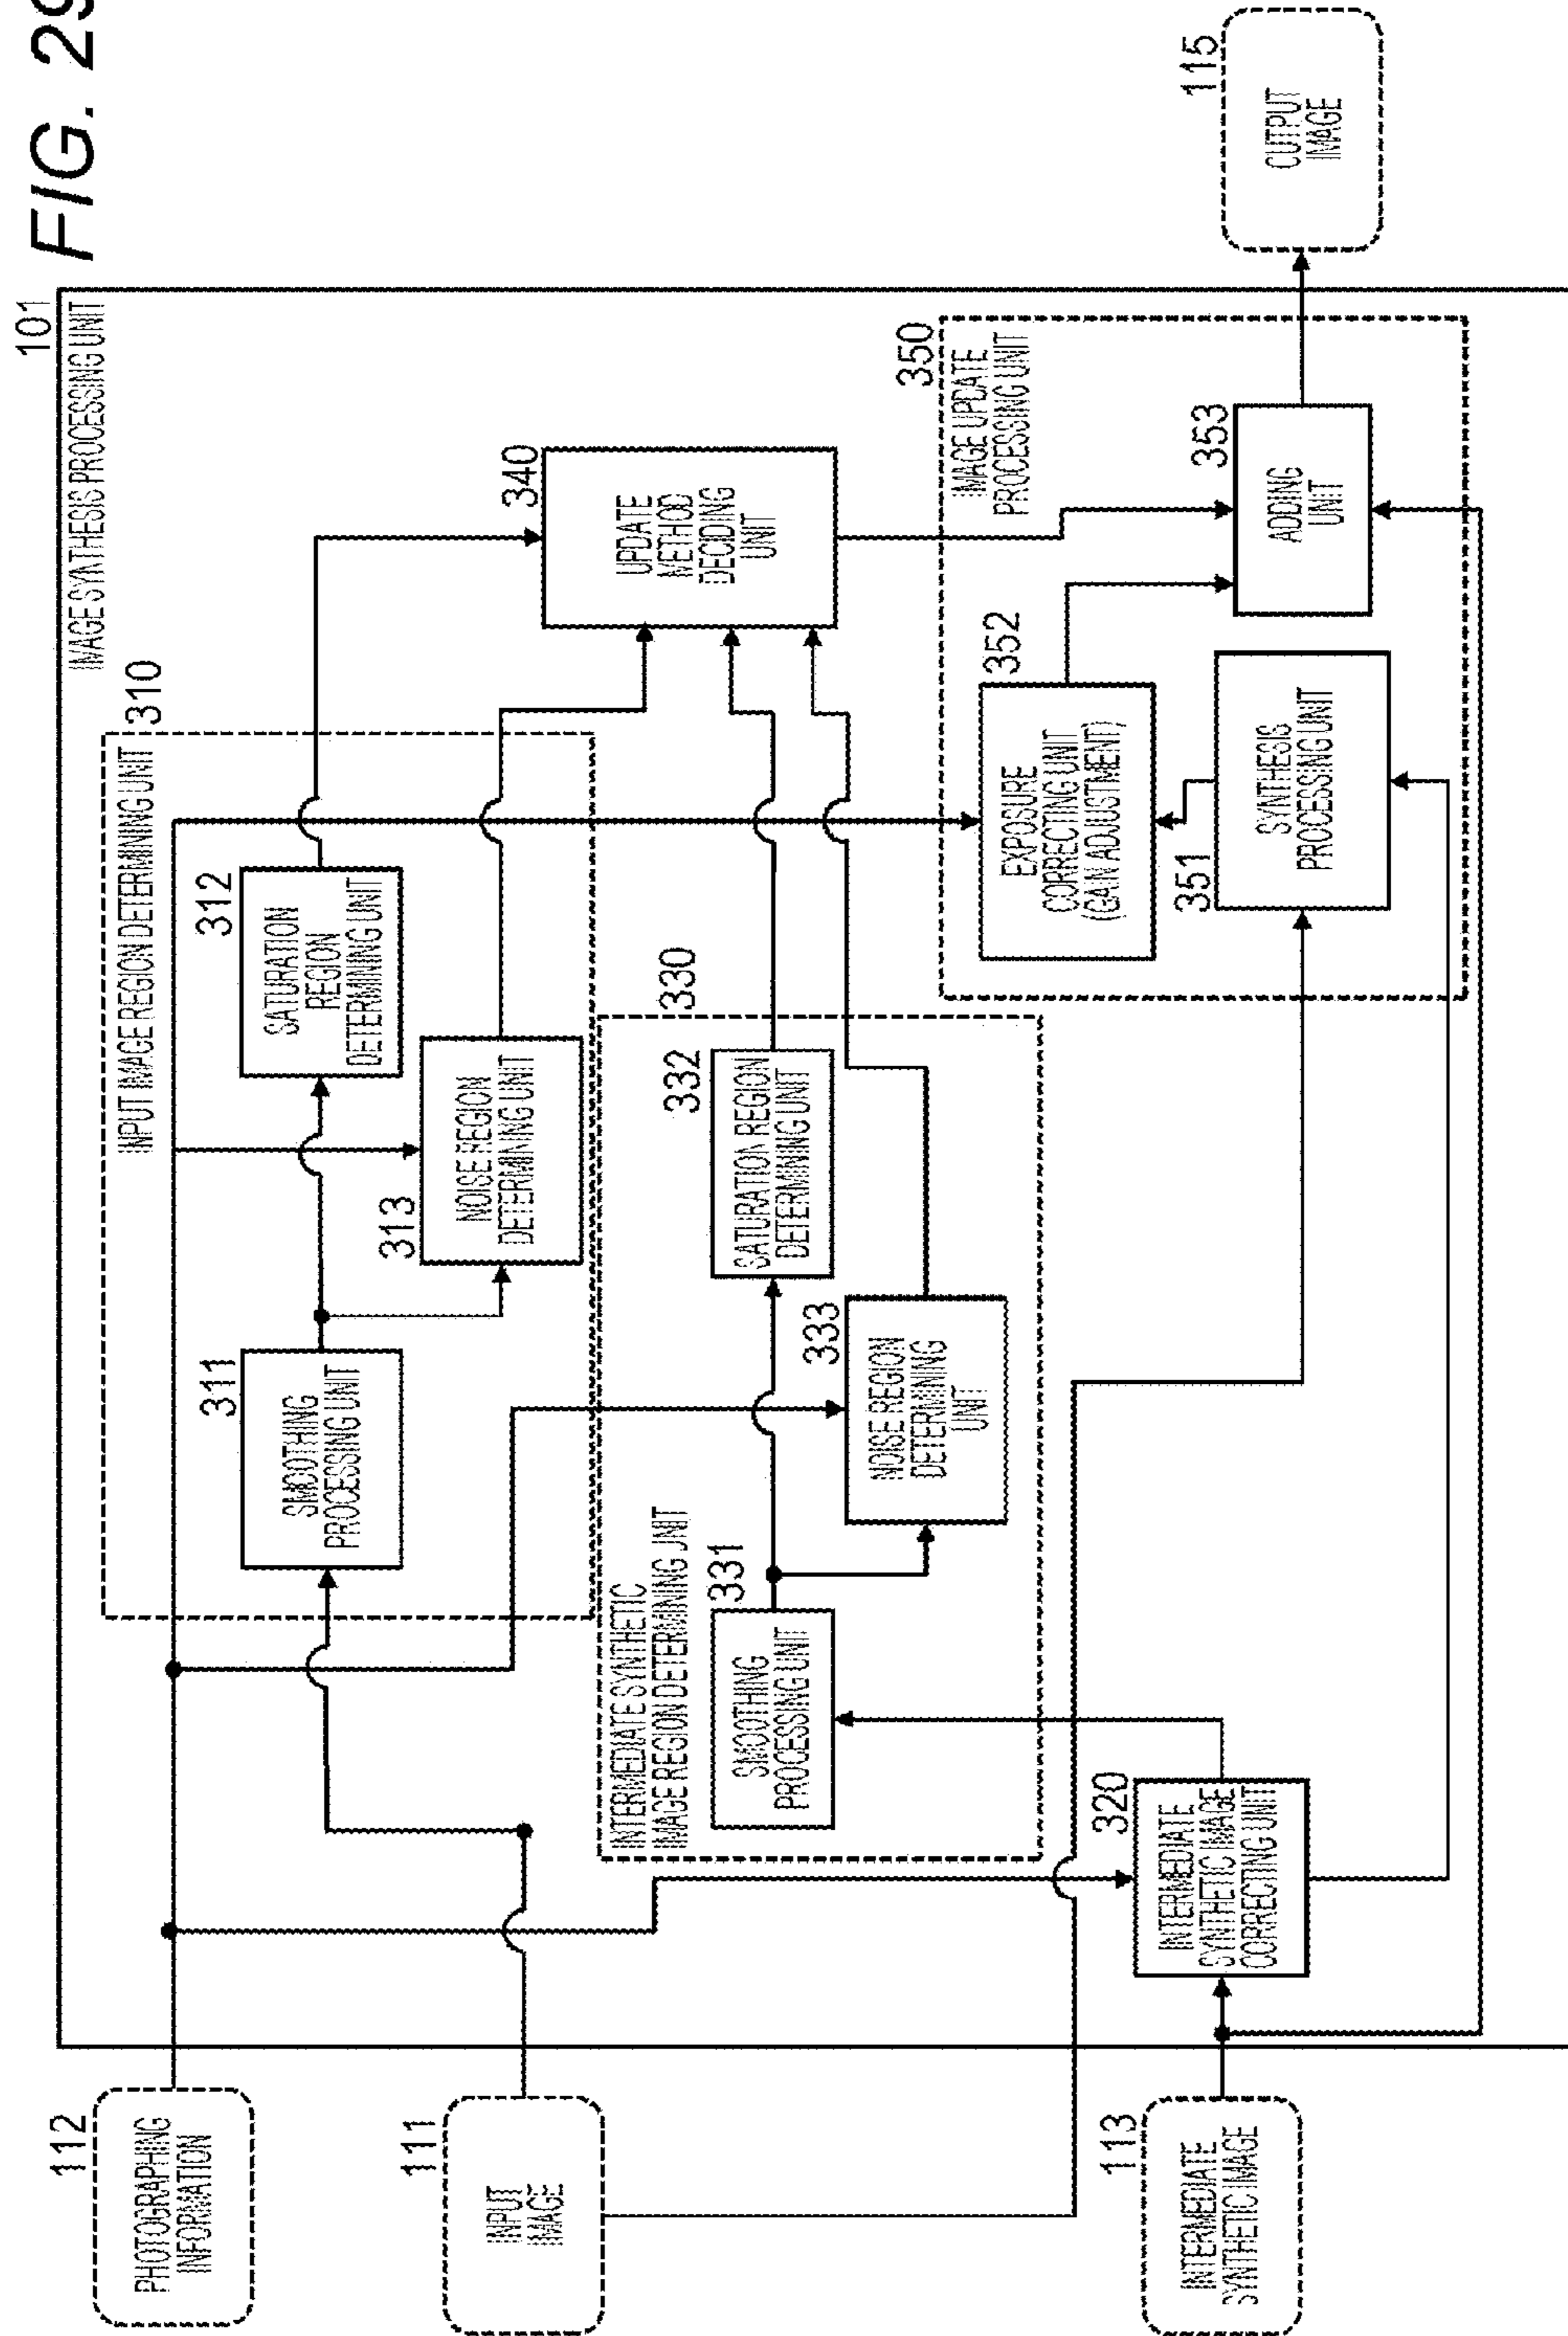 FIG. 29
101
IMAGE SYNTHESIS PROCESSING UNIT
112
PHOTOGRAPHING
INFORMATION
111
INPUT
IMAGE
113
INTERMEDIATE
SYNTHETIC IMAGE
310
INPUT IMAGE REGION DETERMINING UNIT
311
SMOOTHING
PROCESSING UNIT
312
SATURATION
REGION
DETERMINING UNIT
313
NOISE REGION
DETERMINING UNIT
330
INTERMEDIATE SYNTHETIC
IMAGE REGION DETERMINING UNIT
331
SMOOTHING
PROCESSING UNIT
332
SATURATION REGION
DETERMINING UNIT
333
NOISE REGION
DETERMINING
UNIT
320
INTERMEDIATE
SYNTHETIC IMAGE
CORRECTING UNIT
340
UPDATE
METHOD
DECIDING
UNIT
350
IMAGE UPDATE
PROCESSING UNIT
352
EXPOSURE
CORRECTING UNIT
(GAIN ADJUSTMENT)
351
SYNTHESIS
PROCESSING UNIT
353
ADDING
UNIT
115
OUTPUT
IMAGE